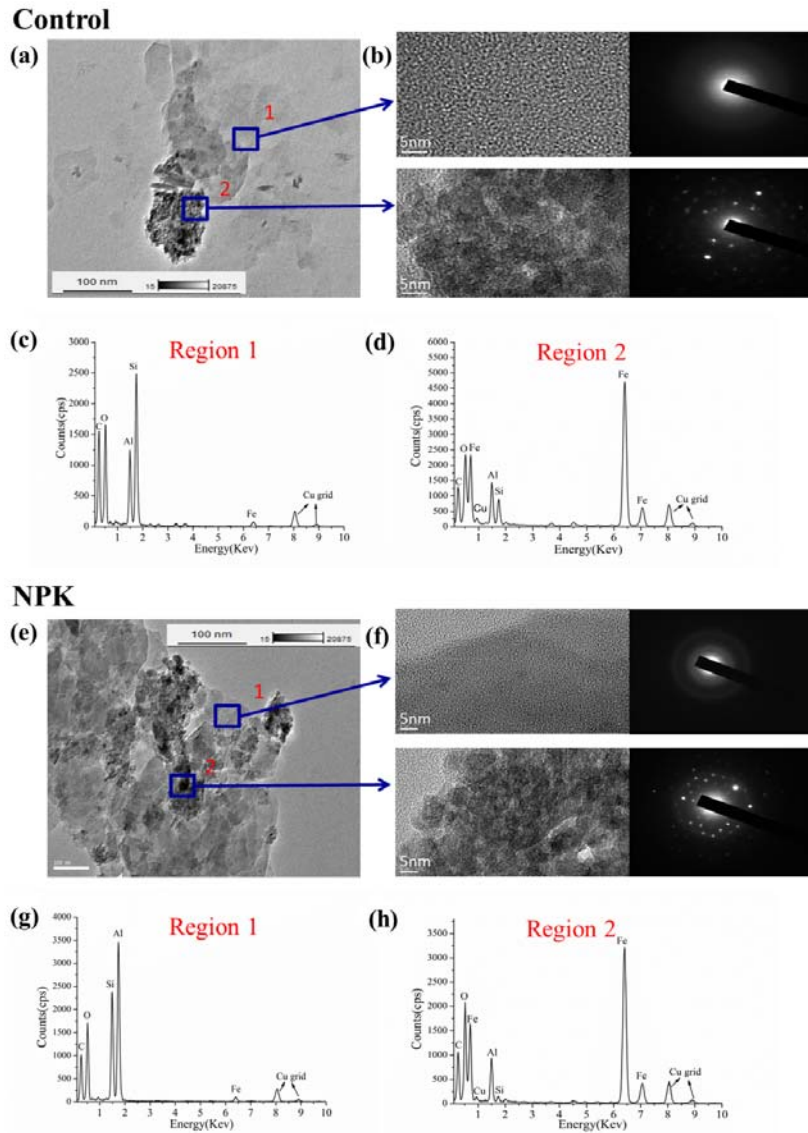 Control
(a)
1
2
100 nm
15
20875
(b)
5nm
5nm
(c)
Region 1
3000
2500
2000
1500
1000
500
0
Counts(cps)
C
O
Al
Si
Fe
Cu grid
1 2 3 4 5 6 7 8 9 10
Energy(Kev)
(d)
Region 2
6000
5500
5000
4500
4000
3500
3000
2500
2000
1500
1000
500
0
Counts(cps)
C
O
Fe
Cu
Al
Si
Fe
Fe
Cu grid
1 2 3 4 5 6 7 8 9 10
Energy(Kev)
NPK
(e)
100 nm
15
20875
1
2
(f)
5nm
5nm
(g)
Region 1
4000
3500
3000
2500
2000
1500
1000
500
0
Counts(cps)
C
O
Si
Al
Fe
Cu grid
1 2 3 4 5 6 7 8 9 10
Energy(Kev)
(h)
Region 2
3500
3000
2500
2000
1500
1000
500
0
Counts(cps)
C
O
Fe
Cu
Al
Si
Fe
Fe
Cu grid
1 2 3 4 5 6 7 8 9 10
Energy(Kev)